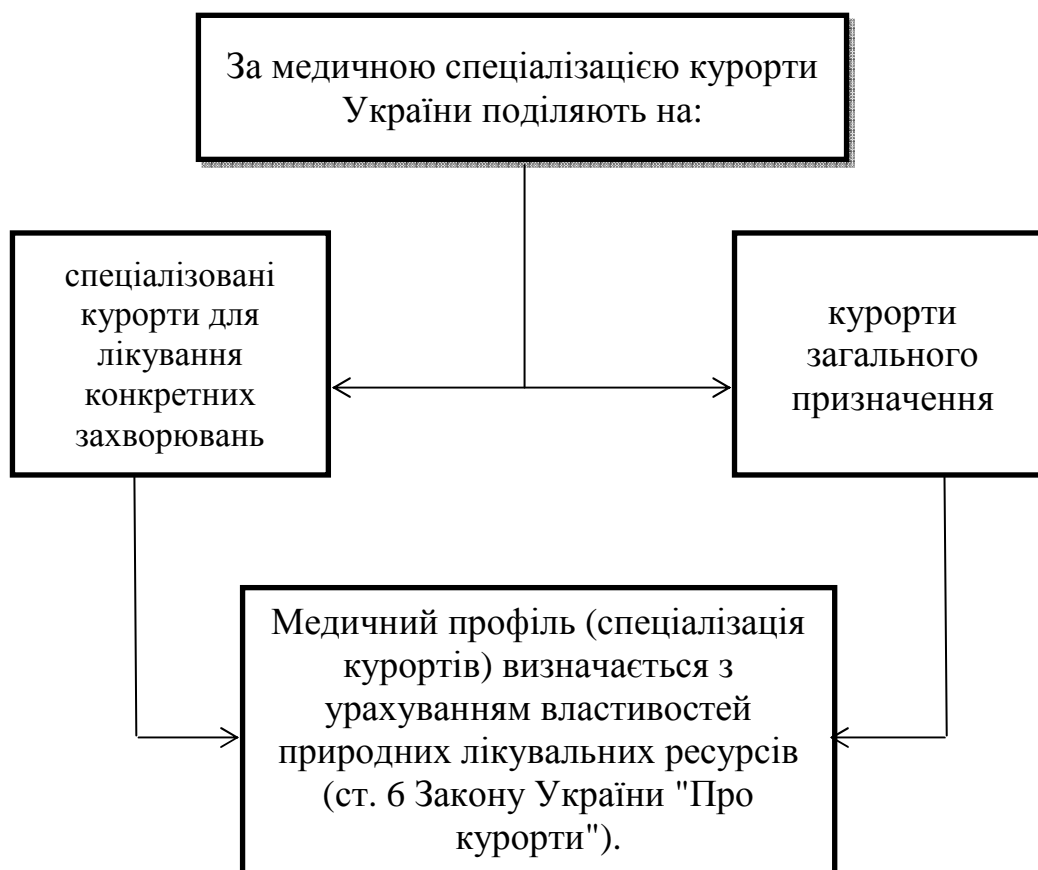 За медичною спеціалізацією курорти
України поділяють на:
спеціалізовані
курорти для
лікування
конкретних
захворювань
курорти
загального
призначення
Медичний профіль (спеціалізація
курортів) визначається з
урахуванням властивостей
природних лікувальних ресурсів
(ст. 6 Закону України "Про
курорти").